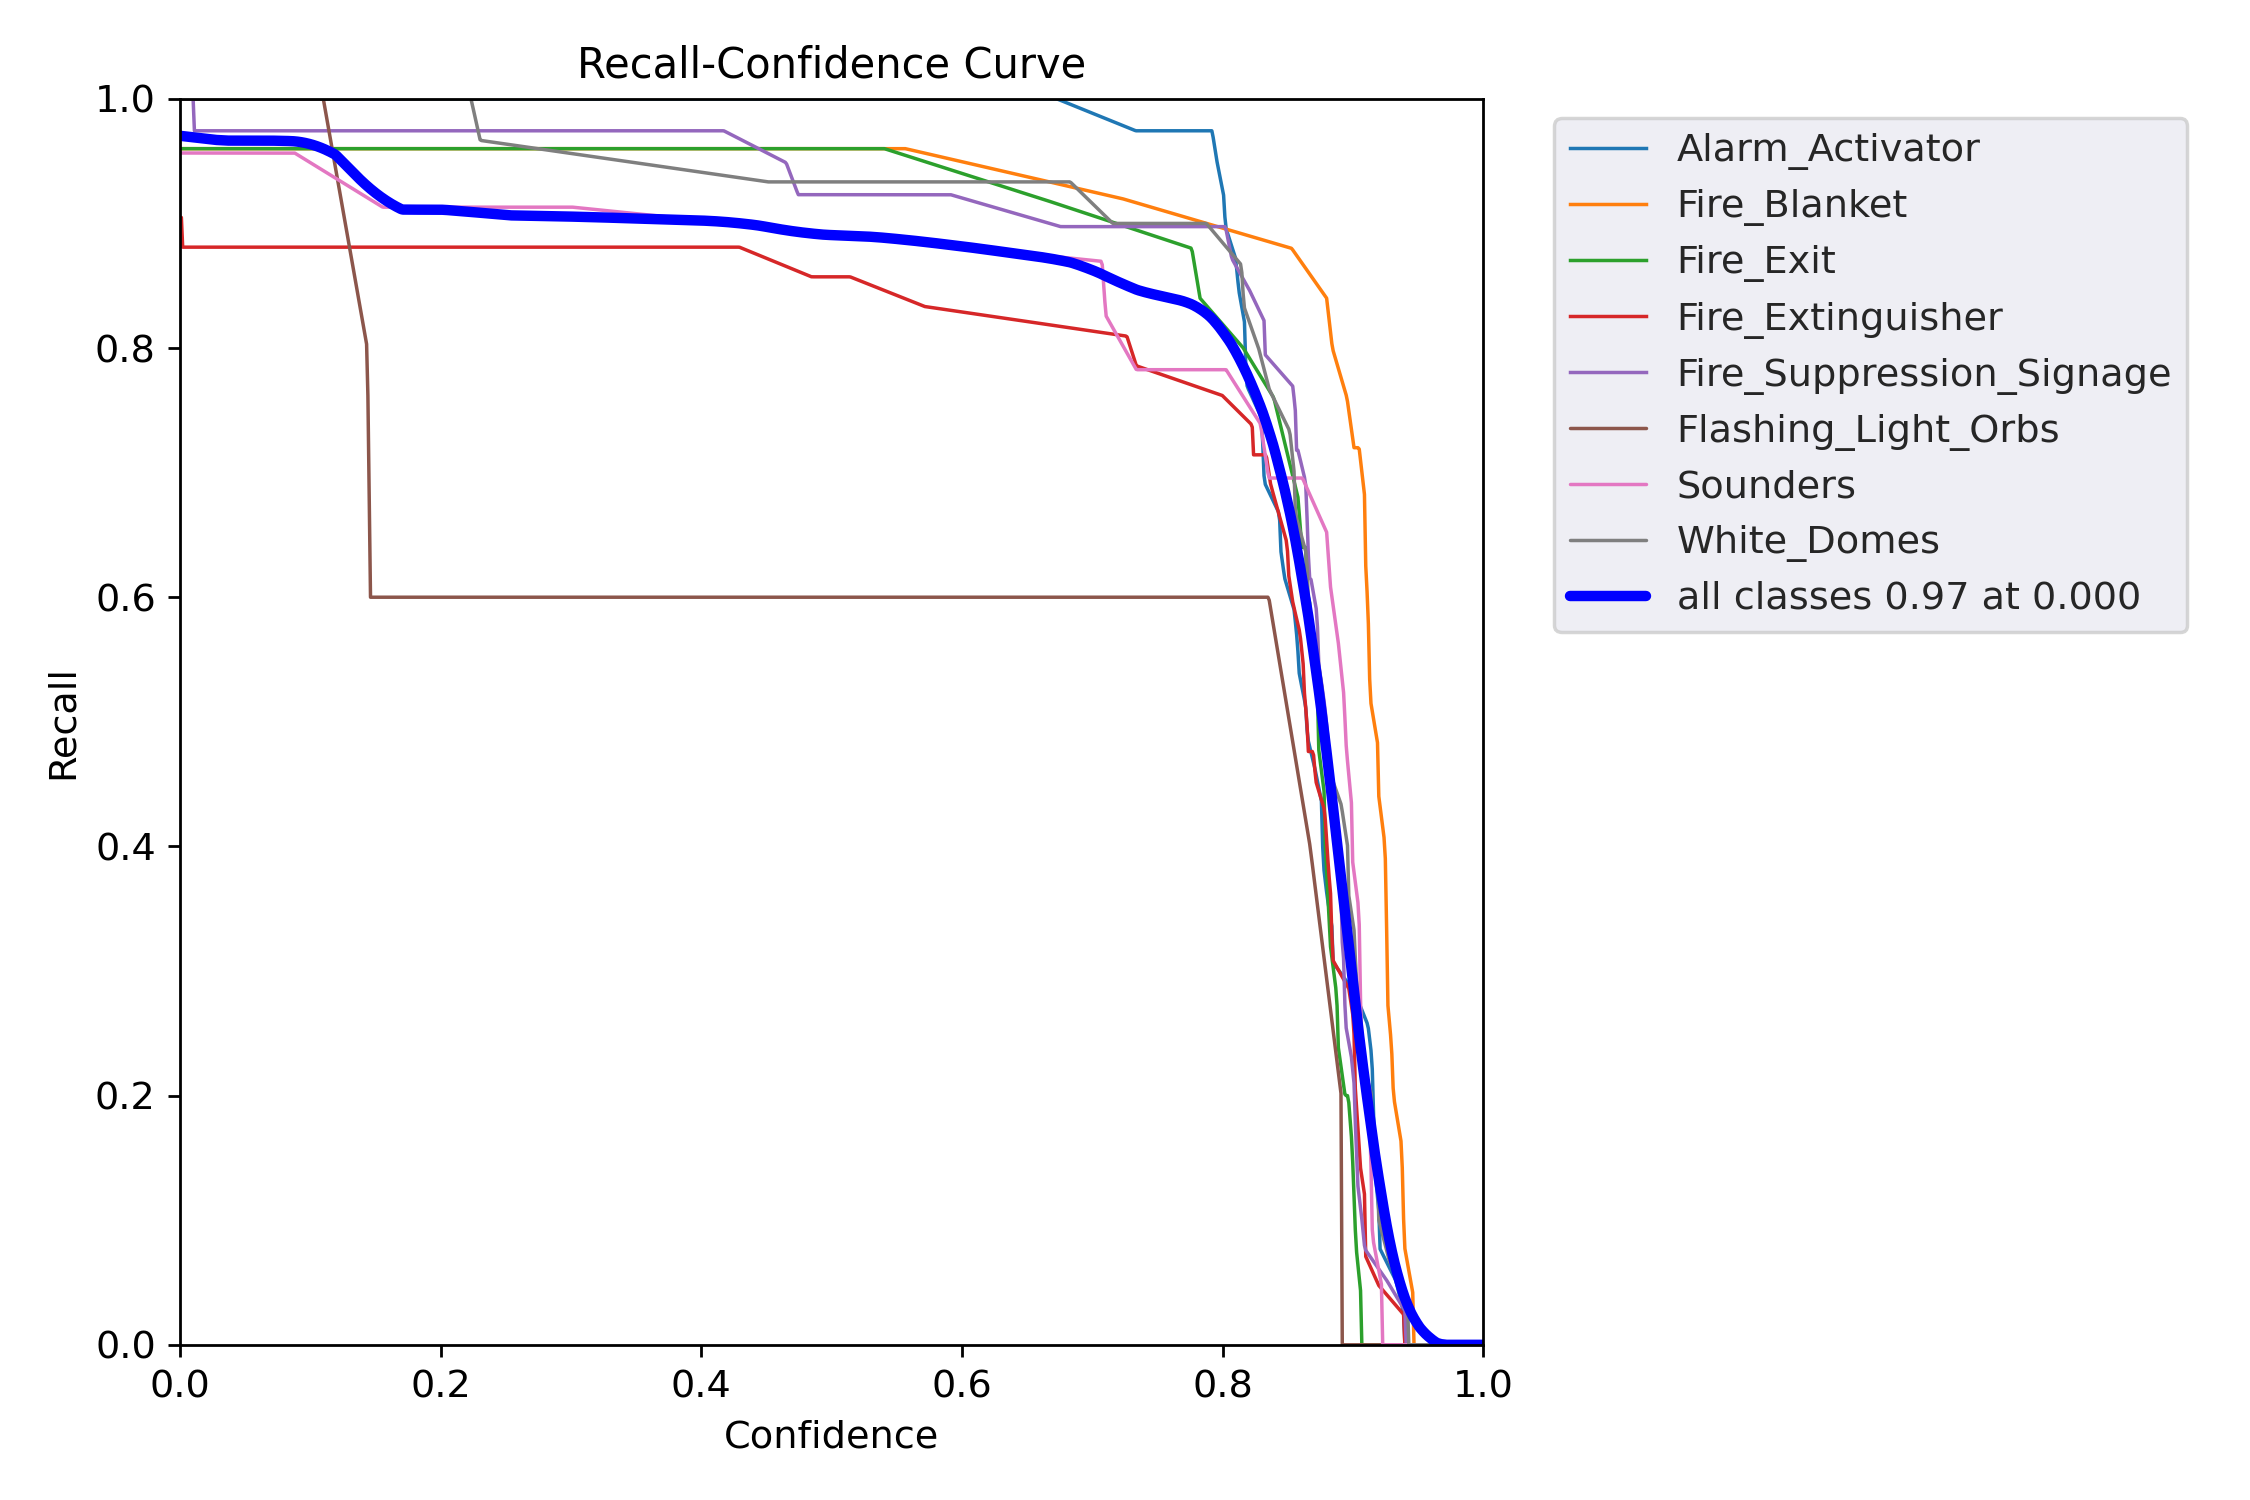 Recall-Confidence Curve
1.0
0.8
0.6
0.4
0.2
0.0
Recall
0.0 0.2 0.4 0.6 0.8 1.0
Confidence
Alarm_Activator
Fire_Blanket
Fire_Exit
Fire_Extinguisher
Fire_Suppression_Signage
Flashing_Light_Orbs
Sounders
White_Domes
all classes 0.97 at 0.000